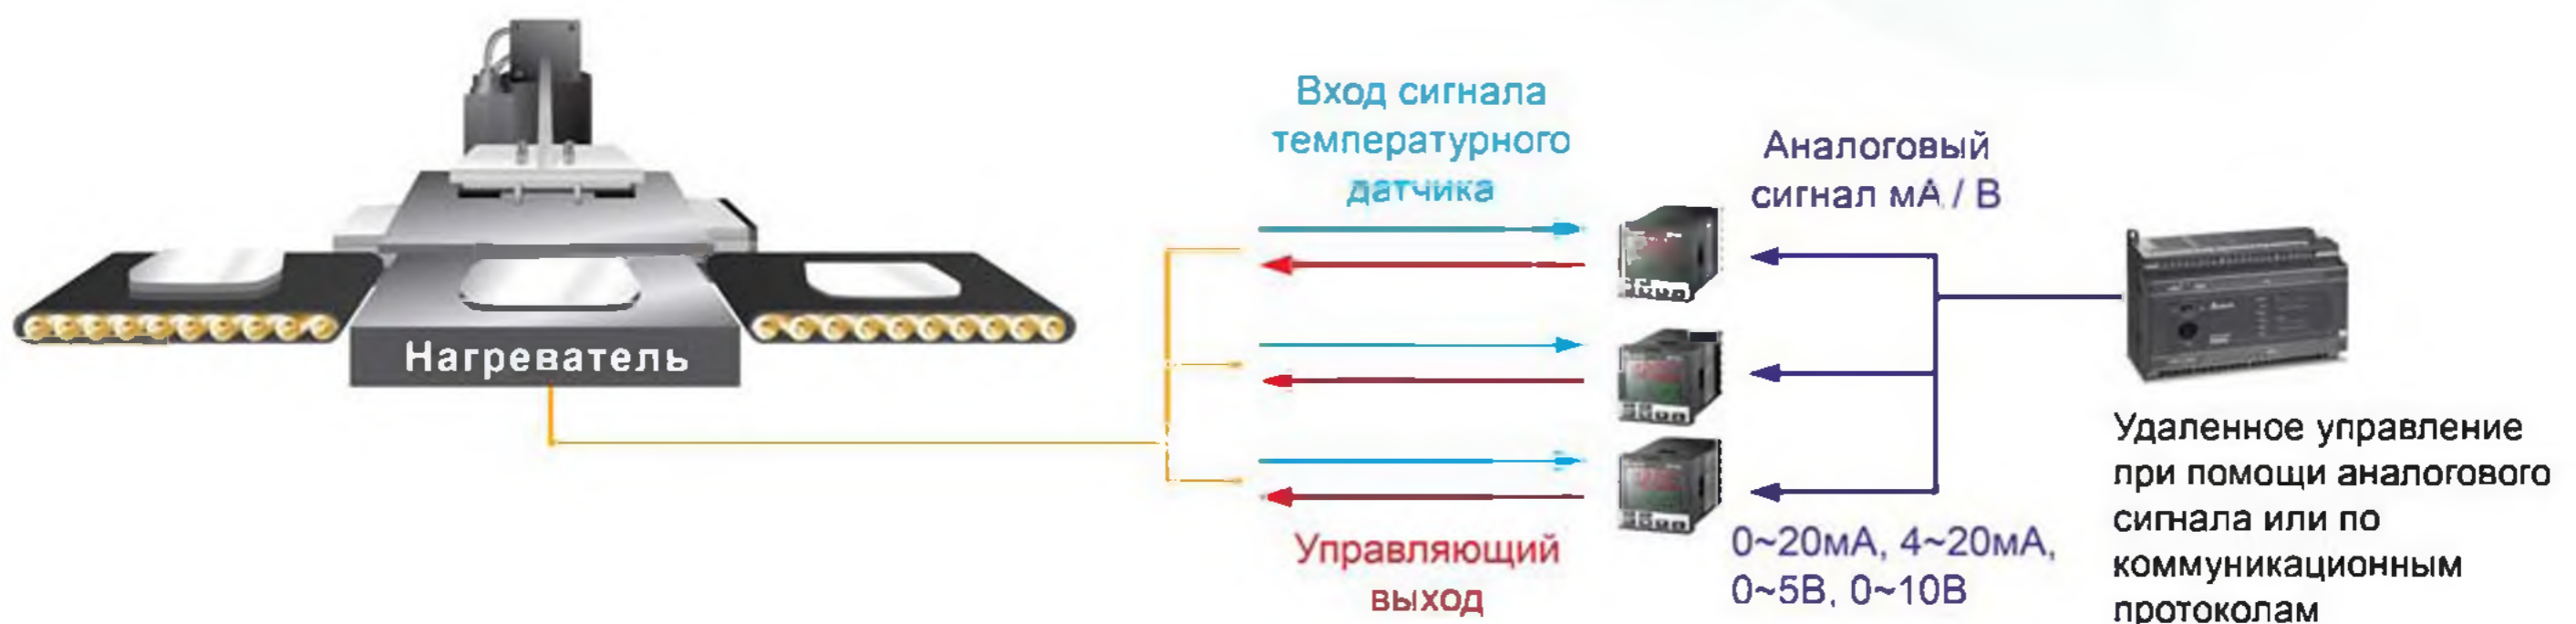 Вход сигнала
температурного
датчика
Аналоговый
сигнал мА / В
Нагреватель
Управляющий
выход
0~20мА, 4~20мА,
0~5В, 0~10В
Удаленное управление
при помощи аналогового
сигнала или по
коммуникационным
протоколам